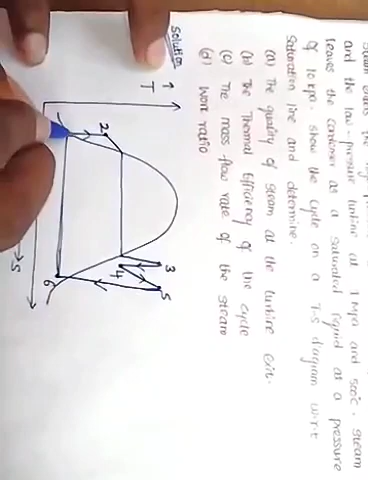 Steam enters the
and the low-pressure turbine at 1 Mpa and 500°c. steam
leaves the condenser as a saturated liquid at a pressure
of 10 kpa. show the cycle on a T-S diagram w.r.t
saturation line and determine.
(a) The quality of steam at the turbine exit.
(b) The Thermal Efficiency of the cycle
(c) The mass flow rate of the steam
(d) work ratio
Solution
↑
T
2
3
4
5
6
→S